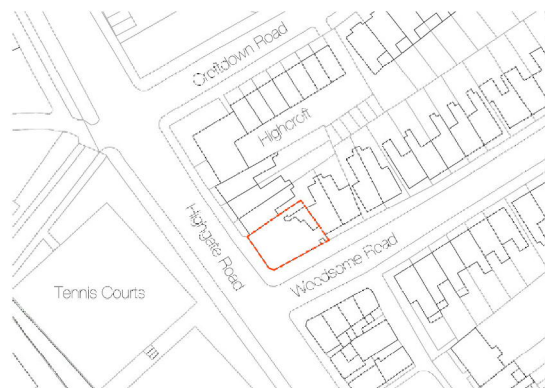 Croftdown Road
Highcroft
Highgate Road
Woodsome Road
Tennis Courts